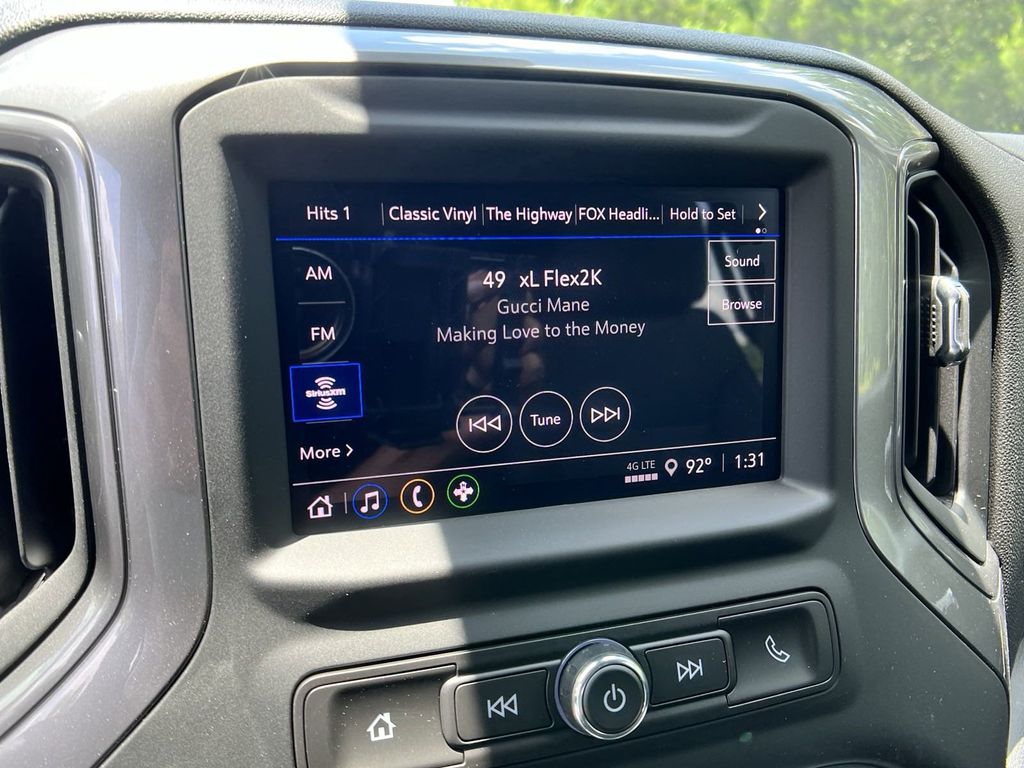 Hits 1 Classic Vinyl The Highway FOX Headli... Hold to Set
AM
49 xL Flex2K
Sound
Gucci Mane
Browse
FM
Making Love to the Money
SiriusXM
Tune
More
4G LTE 92° 1:31